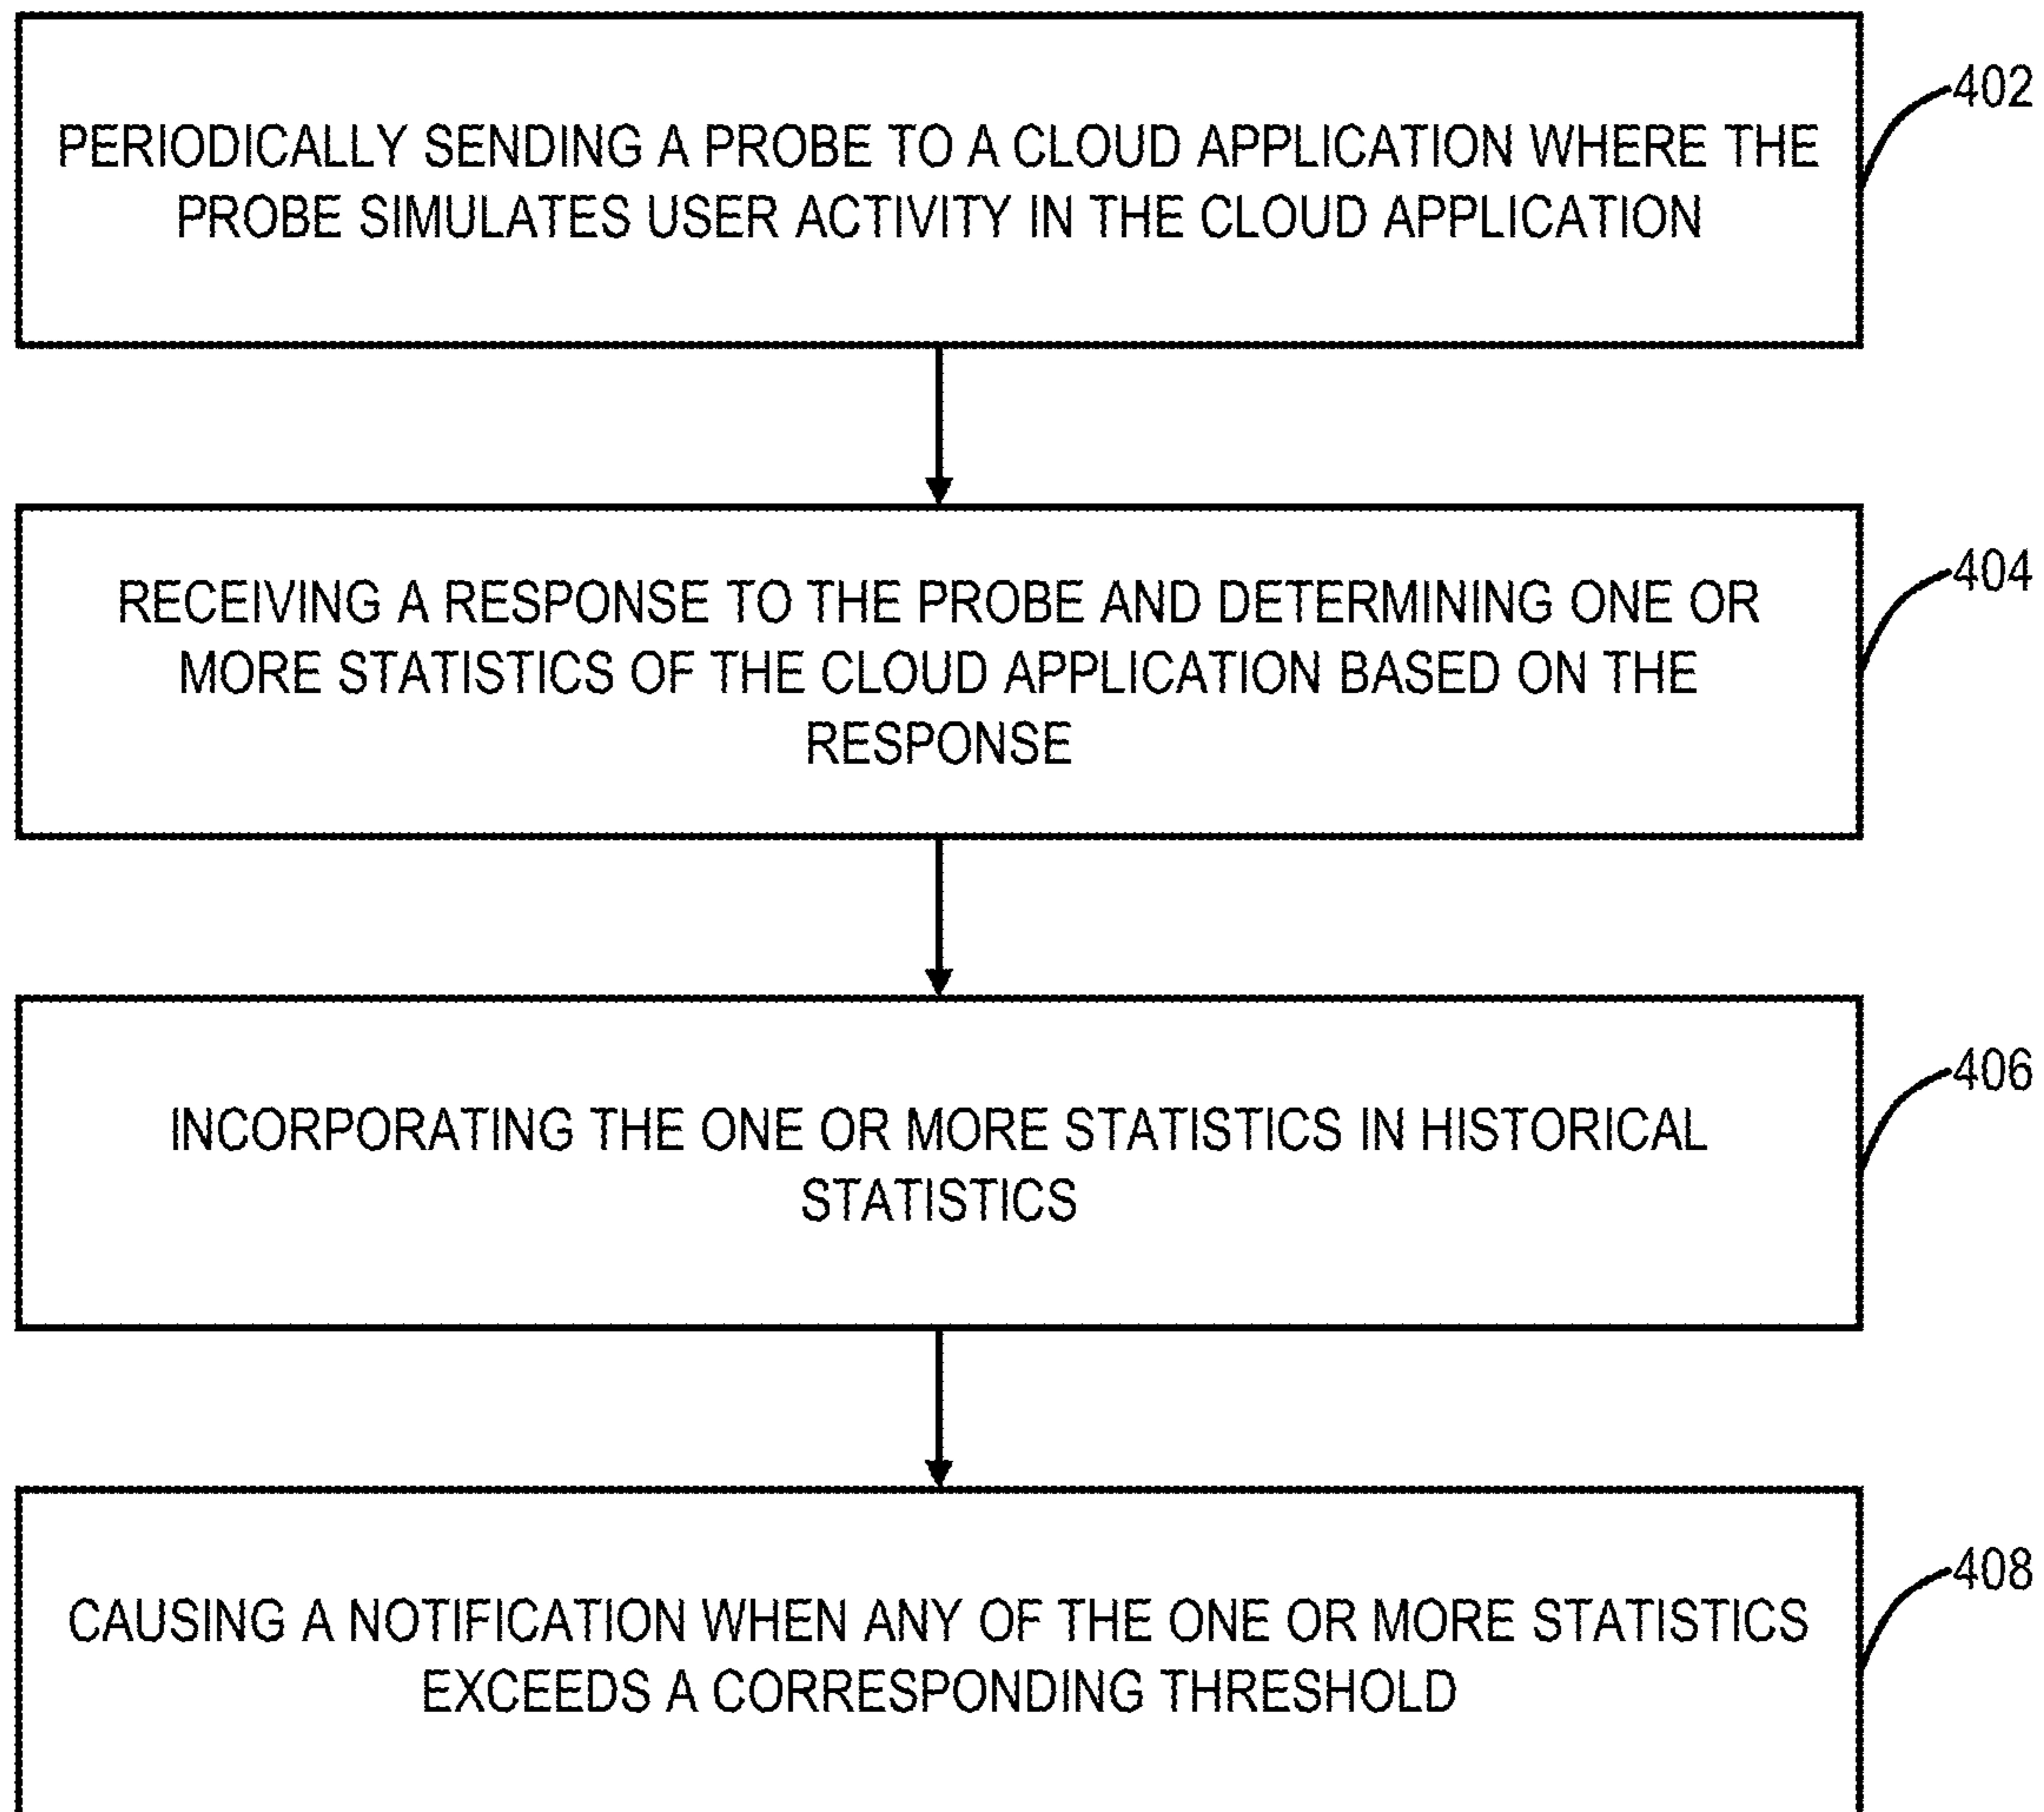 402
PERIODICALLY SENDING A PROBE TO A CLOUD APPLICATION WHERE THE
PROBE SIMULATES USER ACTIVITY IN THE CLOUD APPLICATION
404
RECEIVING A RESPONSE TO THE PROBE AND DETERMINING ONE OR
MORE STATISTICS OF THE CLOUD APPLICATION BASED ON THE
RESPONSE
406
INCORPORATING THE ONE OR MORE STATISTICS IN HISTORICAL
STATISTICS
408
CAUSING A NOTIFICATION WHEN ANY OF THE ONE OR MORE STATISTICS
EXCEEDS A CORRESPONDING THRESHOLD